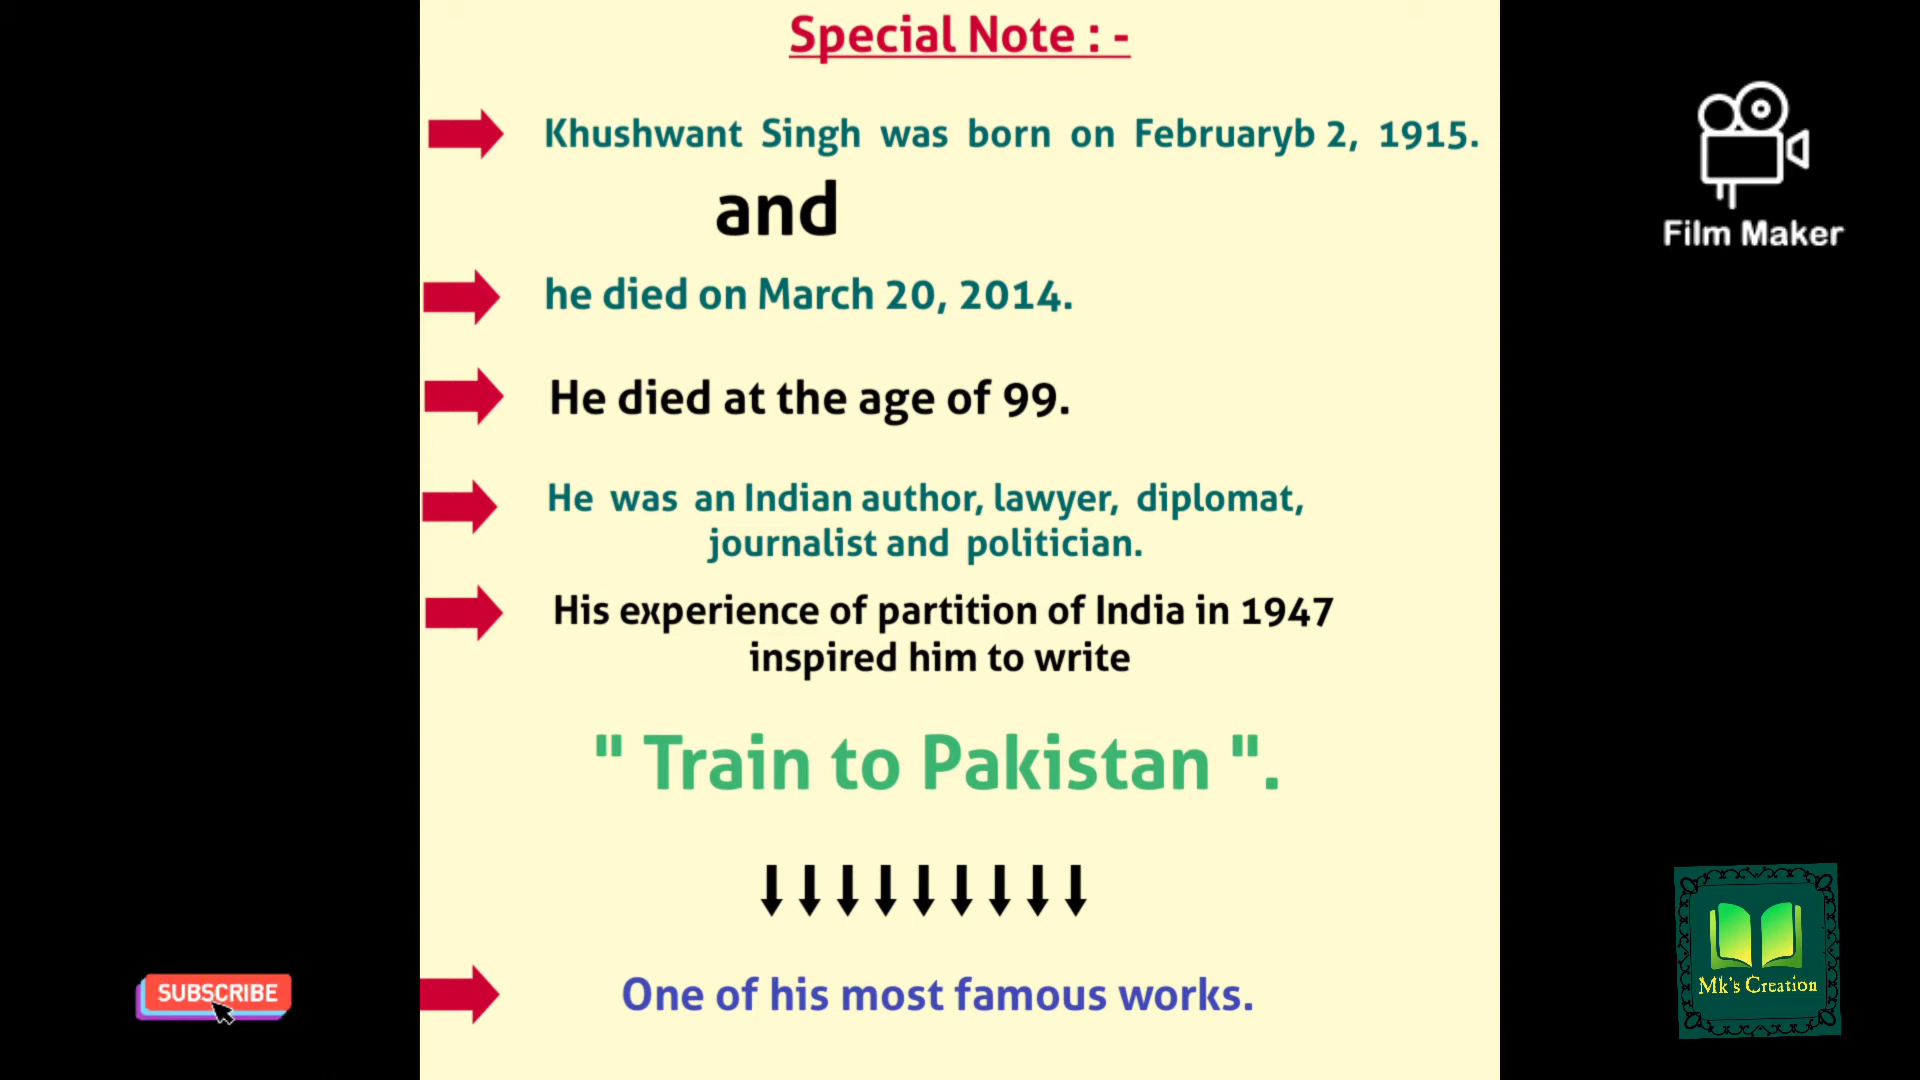 Special Note : -
Khushwant Singh was born on Februaryb 2, 1915.
and
he died on March 20, 2014.
He died at the age of 99.
He was an Indian author, lawyer, diplomat,
journalist and politician.
His experience of partition of India in 1947
inspired him to write
" Train to Pakistan ".
One of his most famous works.
Film Maker
SUBSCRIBE
Mk's Creation